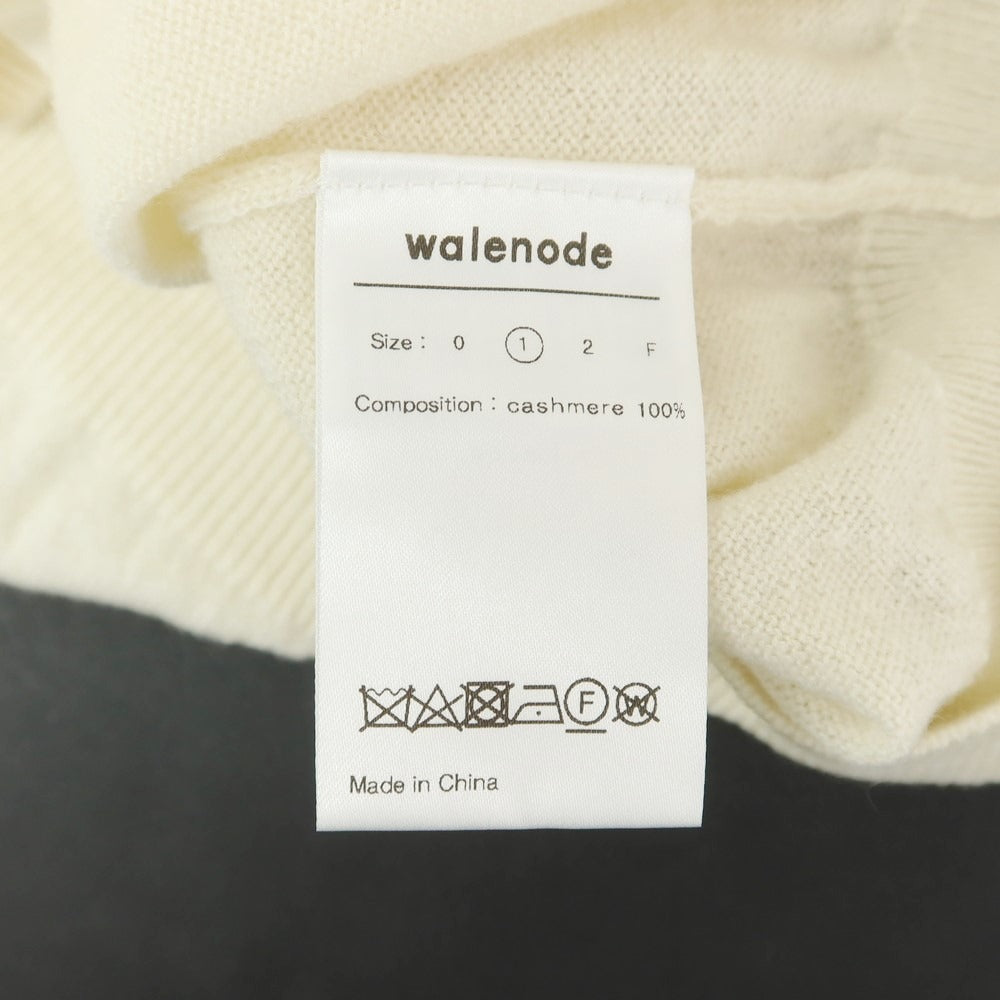 walenode
Size : 0 1 2 F
Composition : cashmere 100%
F W
Made in China